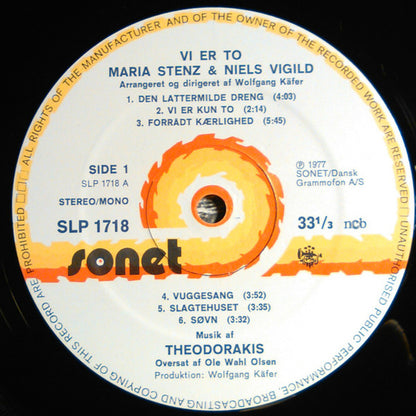 ALL RIGHTS OF THE MANUFACTURER AND OF THE OWNER OF THE RECORDED WORK ARE RESERVED
UNAUTHORISED PUBLIC PERFORMANCE, BROADCASTING AND COPYING OF THIS RECORD ARE PROHIBITED
VI ER TO
MARIA STENZ & NIELS VIGILD
Arrangeret og dirigeret af Wolfgang Käfer
1. DEN LATTERMILDE DRENG (4:03)
2. VI ER KUN TO (2:14)
3. FORRADT KÆRLIGHED (5:45)
SIDE 1
SLP 1718 A
STEREO/MONO
SLP 1718
℗ 1977
SONET/Dansk
Grammofon A/S
33 1/3 ncb
sonet
4. VUGGESANG (3:52)
5. SLAGTEHUSET (3:35)
6. SØVN (3:32)
Musik af
THEODORAKIS
Oversat af Ole Wahl Olsen
Produktion: Wolfgang Käfer